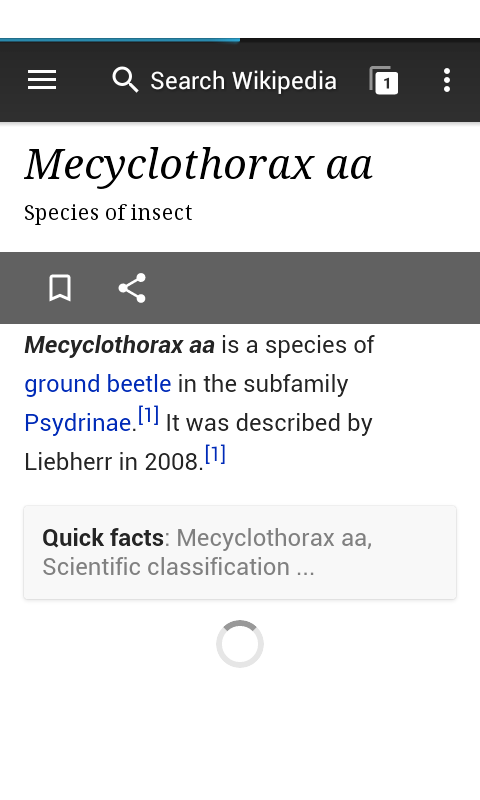 Search Wikipedia
1
Mecyclothorax aa
Species of insect
Mecyclothorax aa is a species of
ground beetle in the subfamily
Psydrinae.[1] It was described by
Liebherr in 2008.[1]
Quick facts: Mecyclothorax aa,
Scientific classification ...